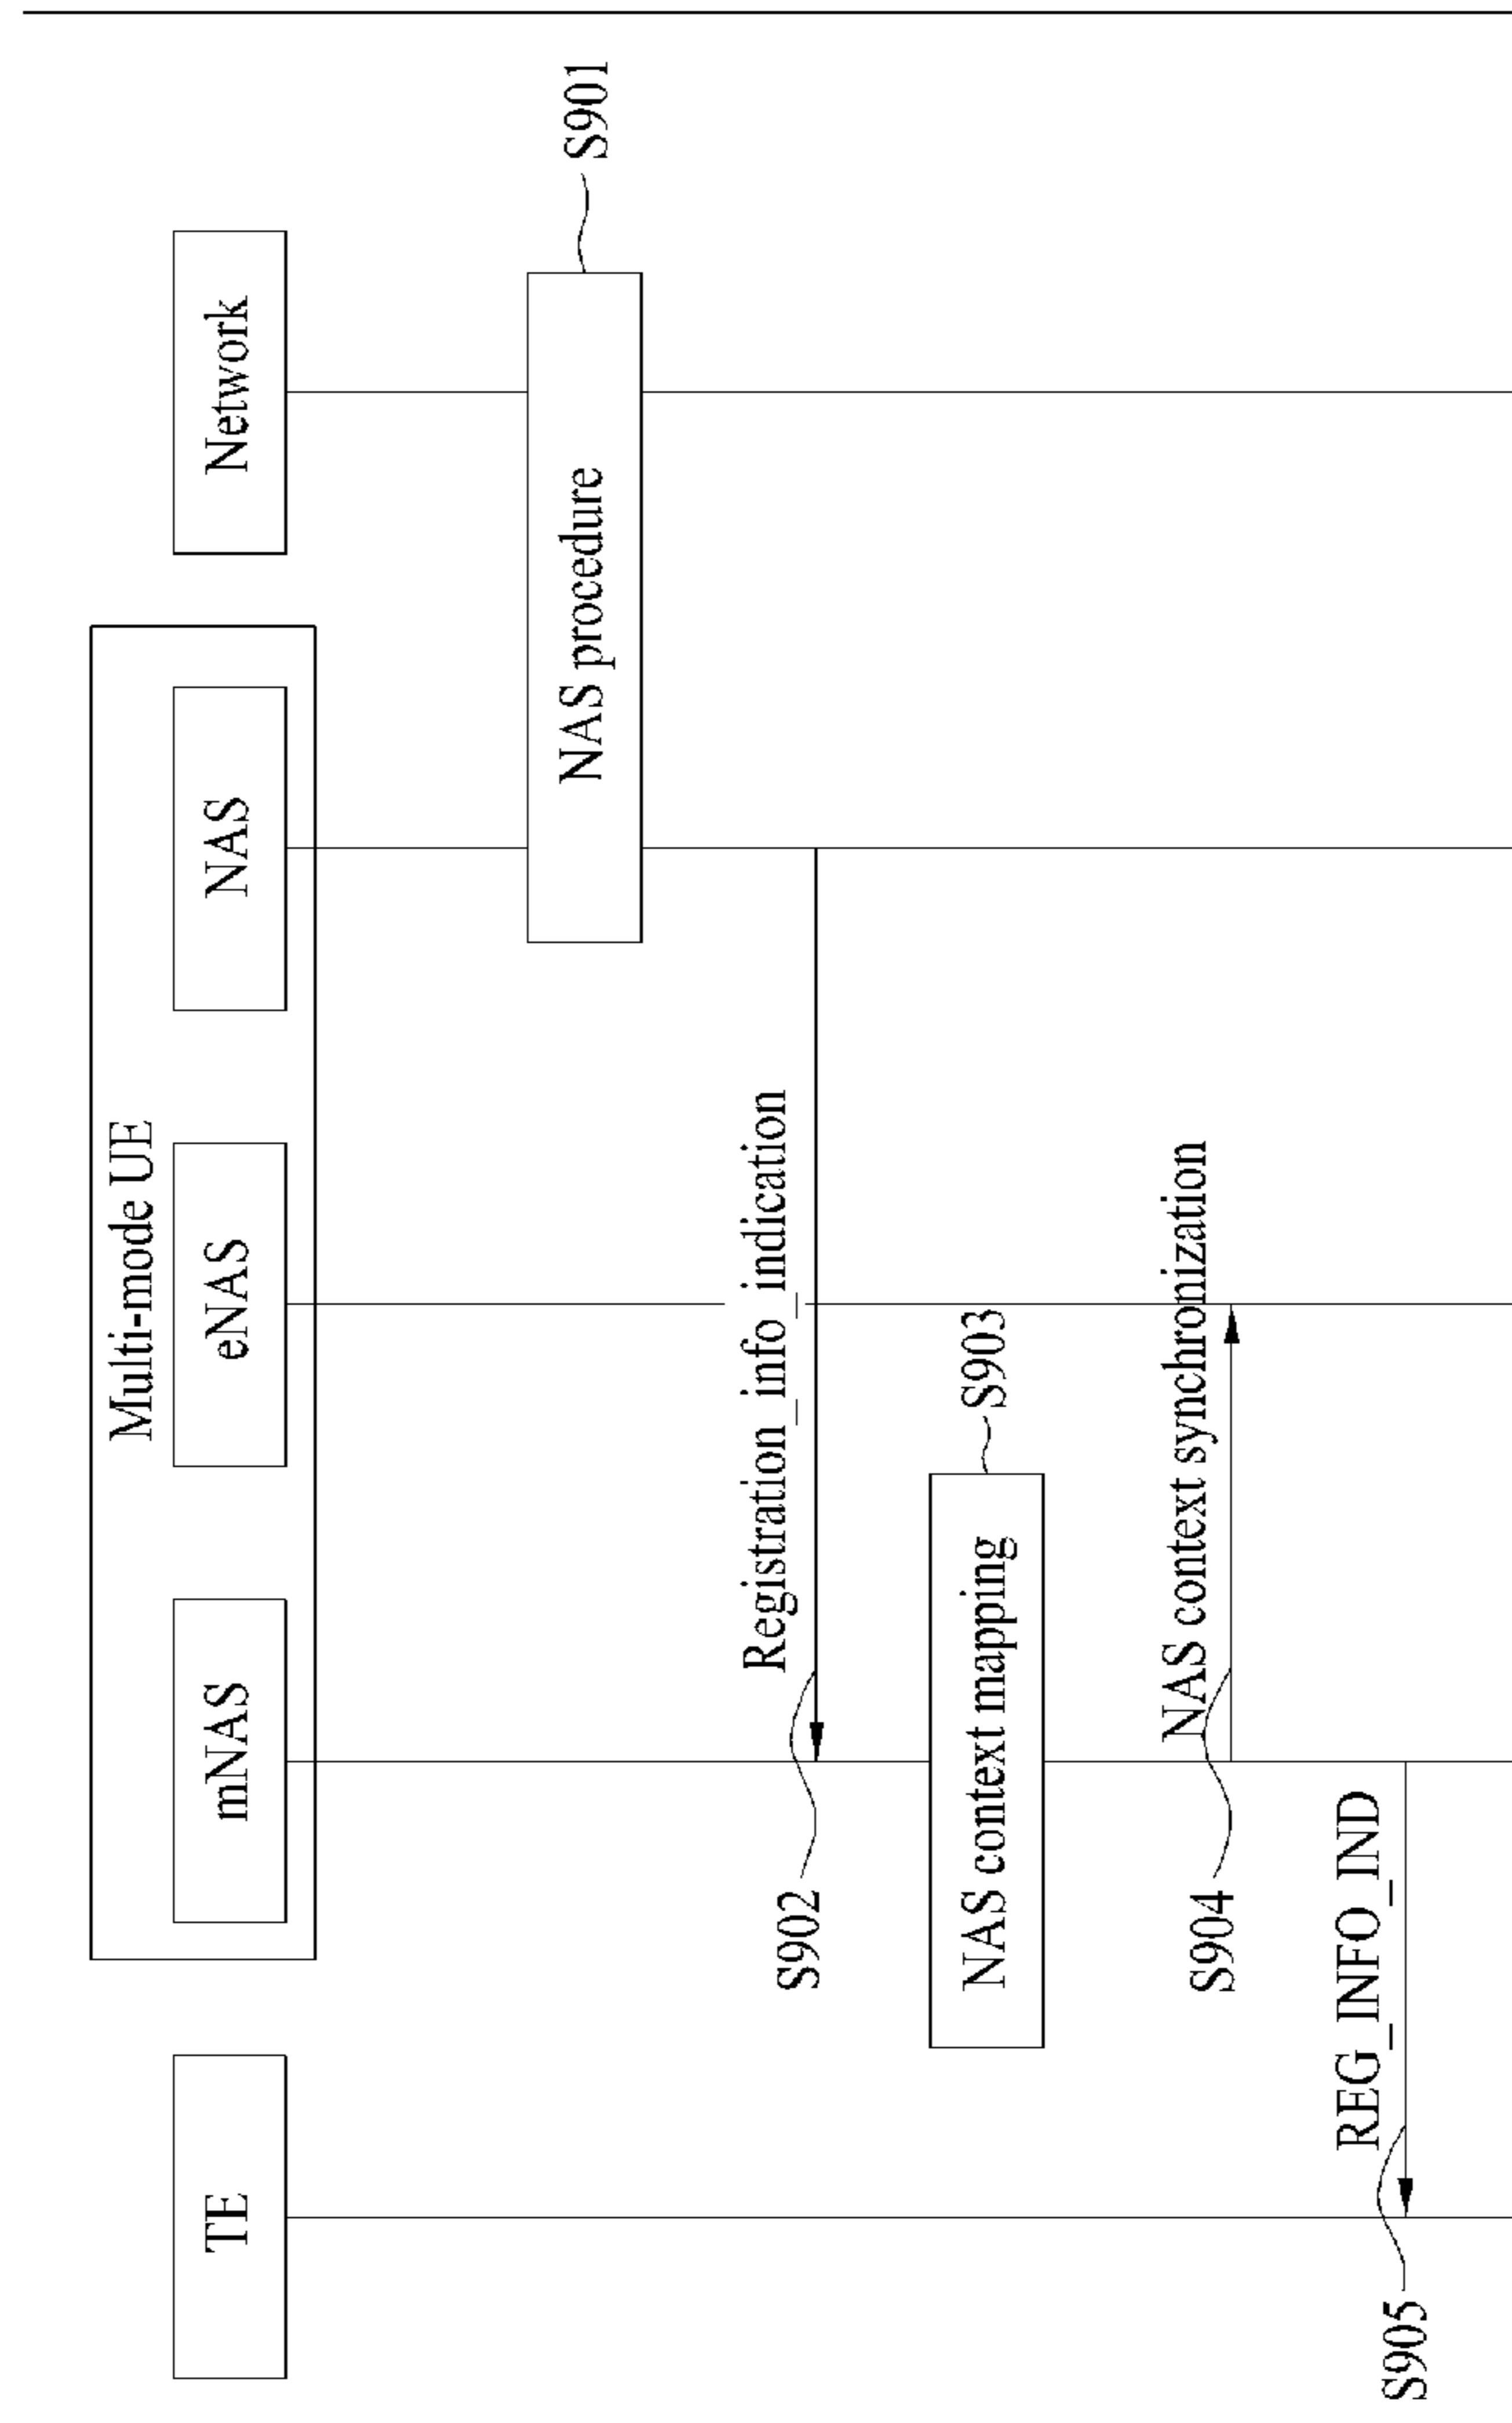 Multi-mode UE
TE
mNAS
eNAS
NAS
Network
NAS procedure
S901
Registration_info_indication
S902
NAS context mapping
S903
NAS context synchronization
S904
REG_INFO_IND
S905